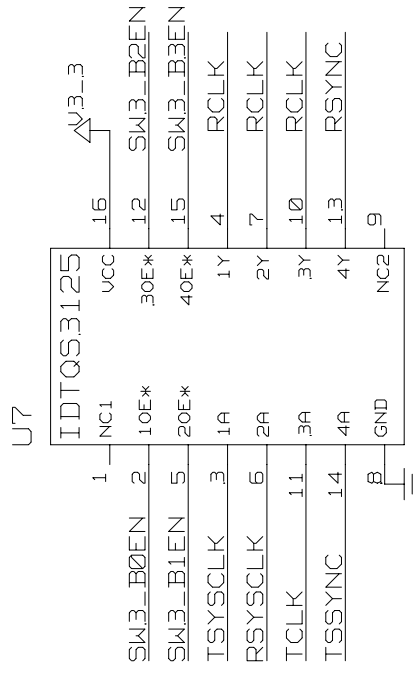 U7
IDTQS3125
V3_3
1 NC1 VCC 16
SW3_B0EN 2 1OE* 3OE* 12 SW3_B2EN
SW3_B1EN 5 2OE* 4OE* 15 SW3_B3EN
TSYSCLK 3 1A 1Y 4 RCLK
RSYSCLK 6 2A 2Y 7 RCLK
TCLK 11 3A 3Y 10 RCLK
TSSYNC 14 4A 4Y 13 RSYNC
8 GND NC2 9